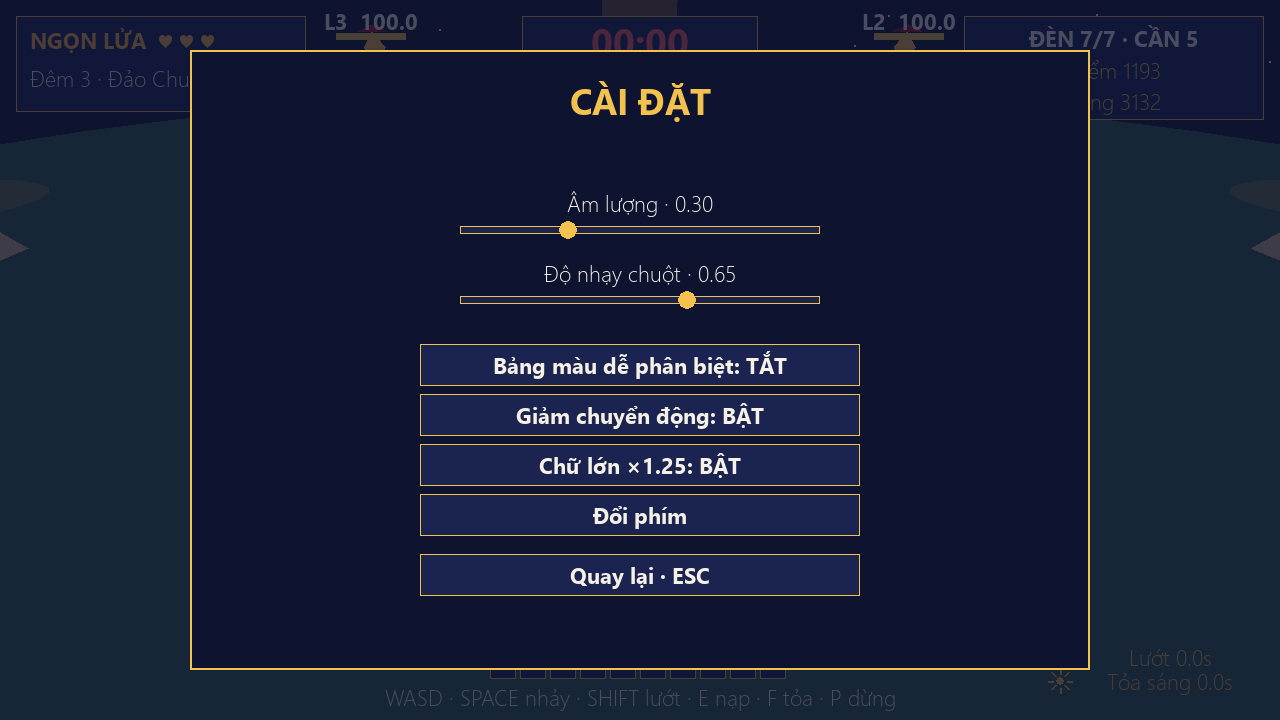 NGỌN LỬA ♥ ♥ ♥
Đêm 3 · Đảo Chu
L3 100.0
00:00
L2 100.0
ĐÈN 7/7 · CẦN 5
1193
3132
CÀI ĐẶT
Âm lượng · 0.30
Độ nhạy chuột · 0.65
Bảng màu dễ phân biệt: TẮT
Giảm chuyển động: BẬT
Chữ lớn ×1.25: BẬT
Đổi phím
Quay lại · ESC
Lướt 0.0s
Tỏa sáng 0.0s
WASD · SPACE nhảy · SHIFT lướt · E nạp · F tỏa · P dừng